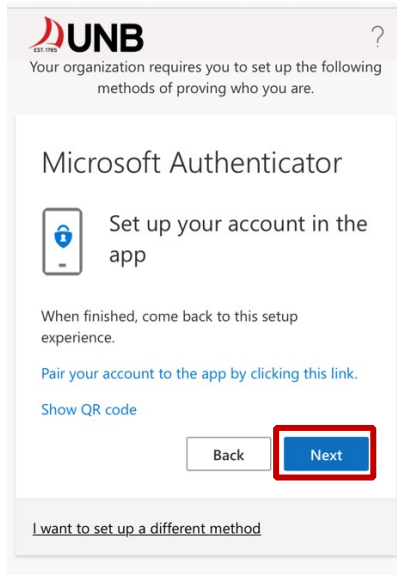 UNB
EST. 1785
?
Your organization requires you to set up the following
methods of proving who you are.
Microsoft Authenticator
Set up your account in the
app
When finished, come back to this setup
experience.
Pair your account to the app by clicking this link.
Show QR code
Back Next
I want to set up a different method